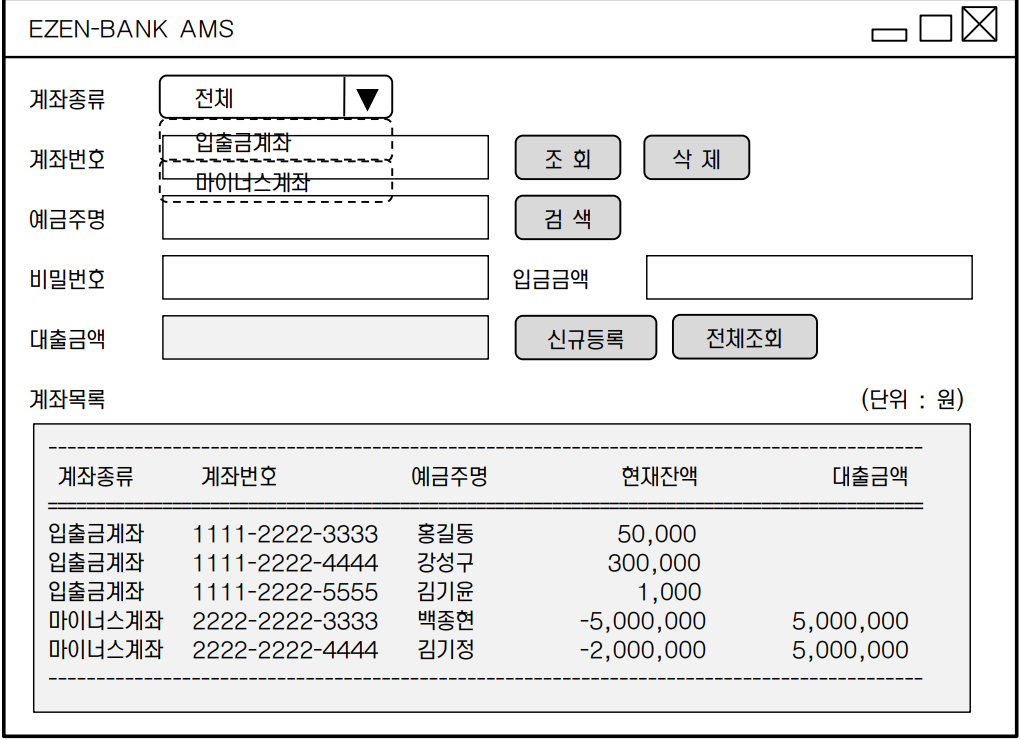 EZEN-BANK AMS
계좌종류 전체
입출금계좌
계좌번호 조 회 삭 제
마이너스계좌
예금주명 검 색
비밀번호 입금금액
대출금액 신규등록 전체조회
계좌목록 (단위 : 원)
계좌종류 계좌번호 예금주명 현재잔액 대출금액
입출금계좌 1111-2222-3333 홍길동 50,000
입출금계좌 1111-2222-4444 강성구 300,000
입출금계좌 1111-2222-5555 김기윤 1,000
마이너스계좌 2222-2222-3333 백종현 -5,000,000 5,000,000
마이너스계좌 2222-2222-4444 김기정 -2,000,000 5,000,000